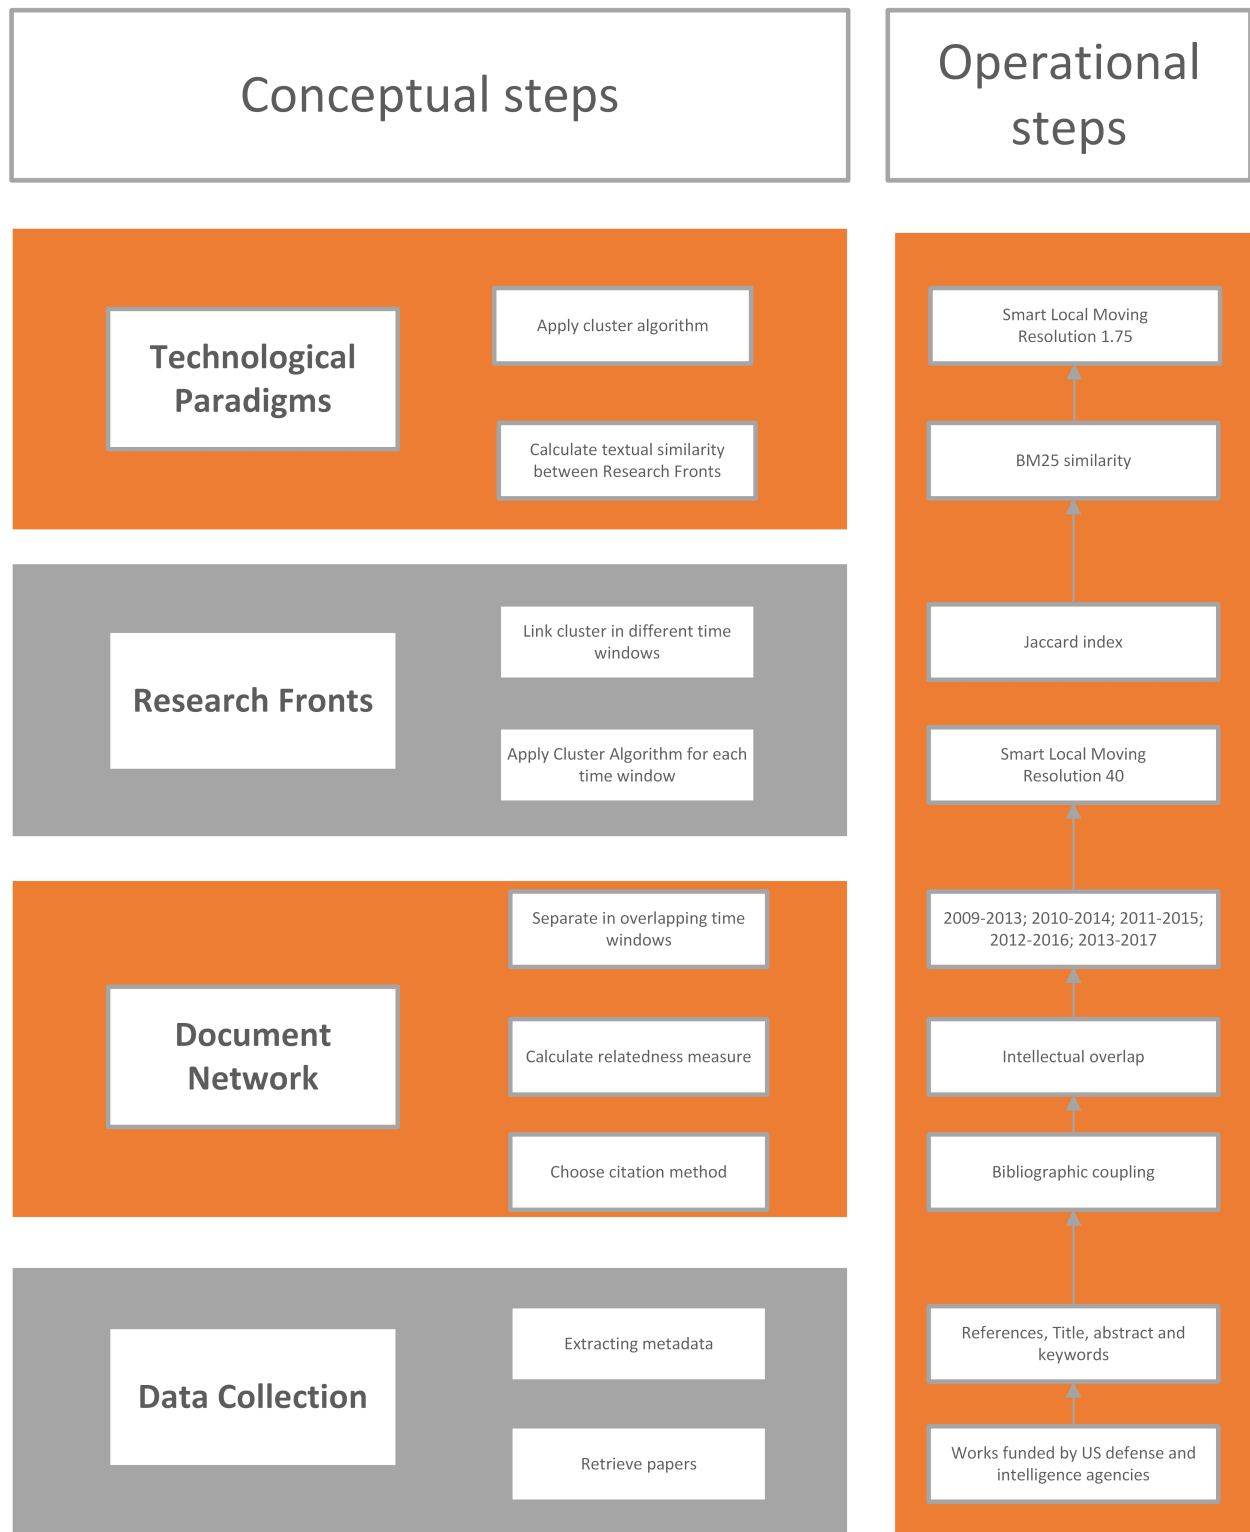 Conceptual steps
Operational
steps
Technological
Paradigms
Apply cluster algorithm
Calculate textual similarity
between Research Fronts
Smart Local Moving
Resolution 1.75
BM25 similarity
Research Fronts
Link cluster in different time
windows
Apply Cluster Algorithm for each
time window
Jaccard index
Smart Local Moving
Resolution 40
Document
Network
Separate in overlapping time
windows
Calculate relatedness measure
Choose citation method
2009-2013; 2010-2014; 2011-2015;
2012-2016; 2013-2017
Intellectual overlap
Bibliographic coupling
Data Collection
Extracting metadata
Retrieve papers
References, Title, abstract and
keywords
Works funded by US defense and
intelligence agencies